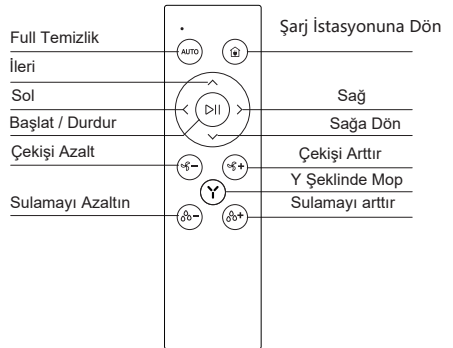 Full Temizlik
Şarj İstasyonuna Dön
AUTO
İleri
Sol
Sağ
Başlat / Durdur
Sağa Dön
Çekişi Azalt
Çekişi Arttır
Y Şeklinde Mop
Sulamayı Azaltın
Sulamayı arttır